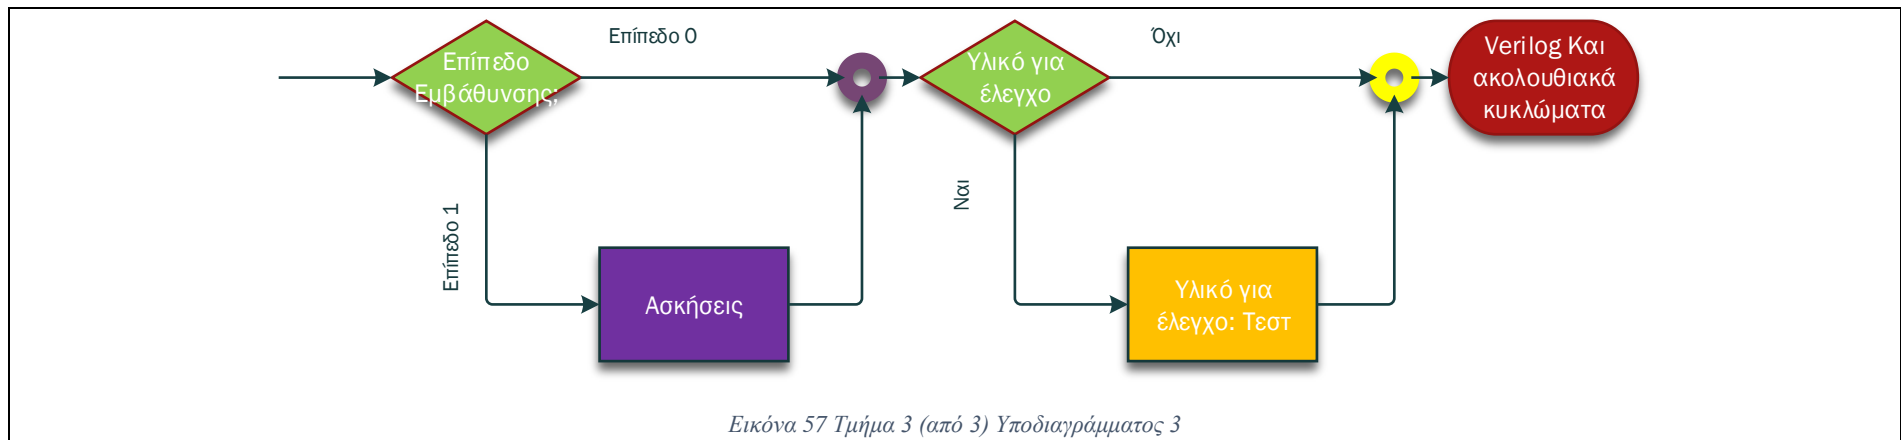 Επίπεδο
Εμβάθυνσης;
Επίπεδο 0
Υλικό για
έλεγχο
Όχι
Verilog Και
ακολουθιακά
κυκλώματα
Επίπεδο 1
Ασκήσεις
Ναι
Υλικό για
έλεγχο: Τεστ
Εικόνα 57 Τμήμα 3 (από 3) Υποδιαγράμματος 3